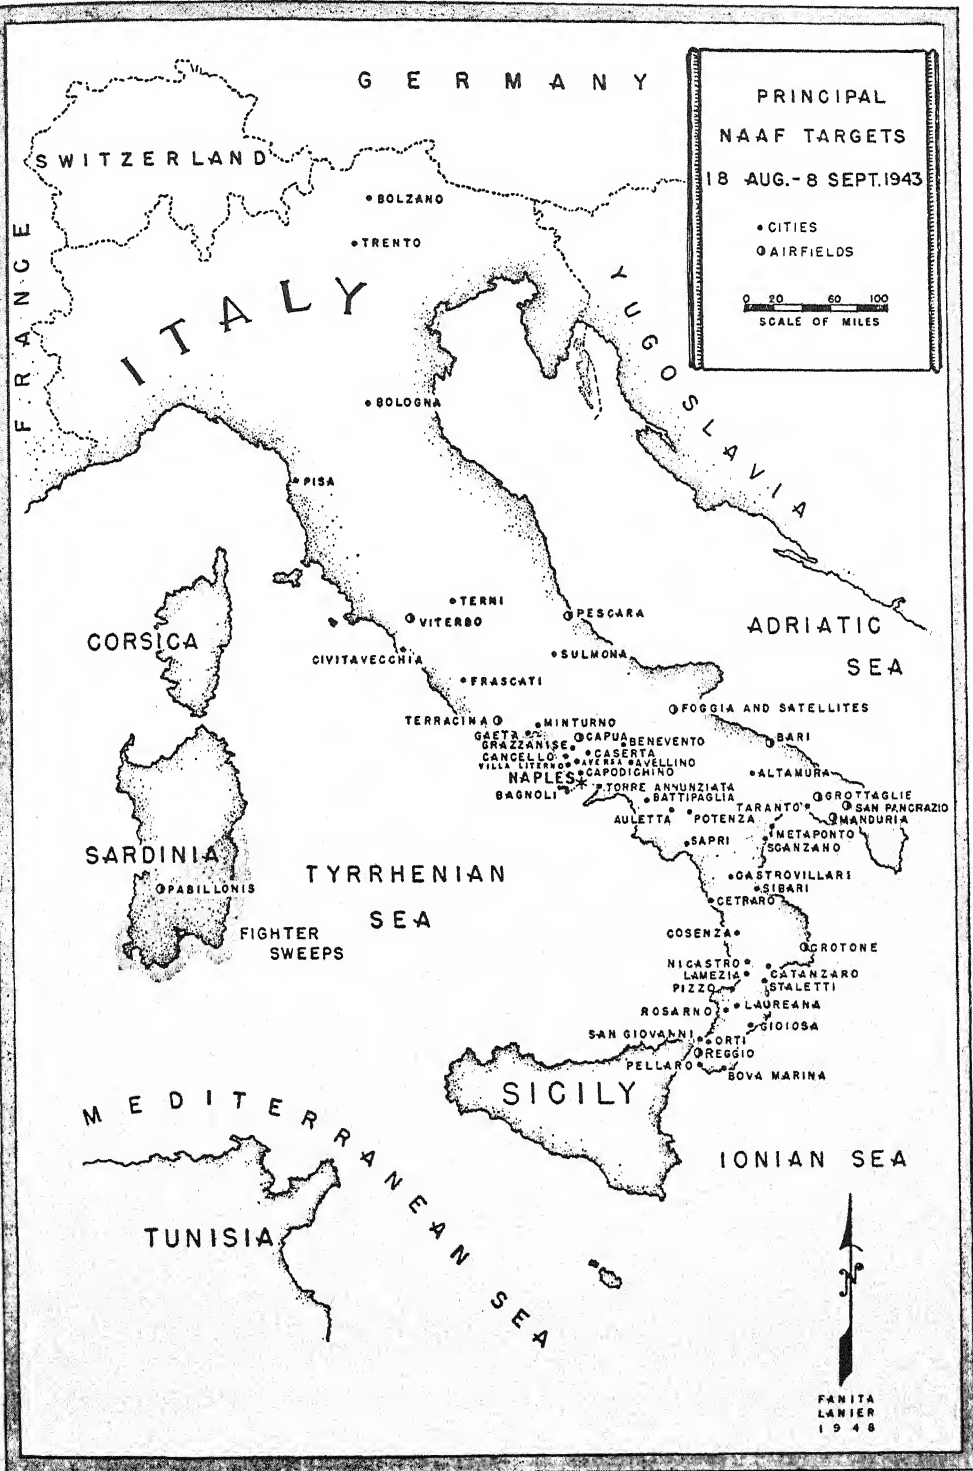 GERMANY
PRINCIPAL
NAAF TARGETS
18 AUG.-8 SEPT.1943
CITIES
AIRFIELDS
0 20 60 100
SCALE OF MILES
SWITZERLAND
FRANCE
BOLZANO
TRENTO
ITALY
YUGOSLAVIA
BOLOGNA
PISA
TERNI
VITERBO
PESCARA
CORSICA
ADRIATIC
SEA
CIVITAVECCHIA
SULMONA
FRASCATI
FOGGIA AND SATELLITES
TERRACINA
MINTURNO
GAETA
CAPUA
BARI
GRAZZANISE
BENEVENTO
CANCELLO
CASERTA
VILLA LITERNO
AVERSA
AVELLINO
NAPLES
CAPODICHINO
ALTAMURA
BAGNOLI
TORRE ANNUNZIATA
BATTIPAGLIA
GROTTAGLIE
TARANTO
SAN PANCRAZIO
AULETTA
POTENZA
MANDURIA
METAPONTO
SAPRI
SCANZANO
SARDINIA
TYRRHENIAN
SEA
PABILLONIS
CASTROVILLARI
SIBARI
CETRARO
FIGHTER
SWEEPS
COSENZA
CROTONE
NICASTRO
LAMEZIA
CATANZARO
PIZZO
STALETTI
LAUREANA
ROSARNO
GIOIOSA
SAN GIOVANNI
ORTI
REGGIO
PELLARO
BOVA MARINA
SICILY
MEDITERRANEAN SEA
IONIAN SEA
TUNISIA
N
FANITA
LANIER
1948